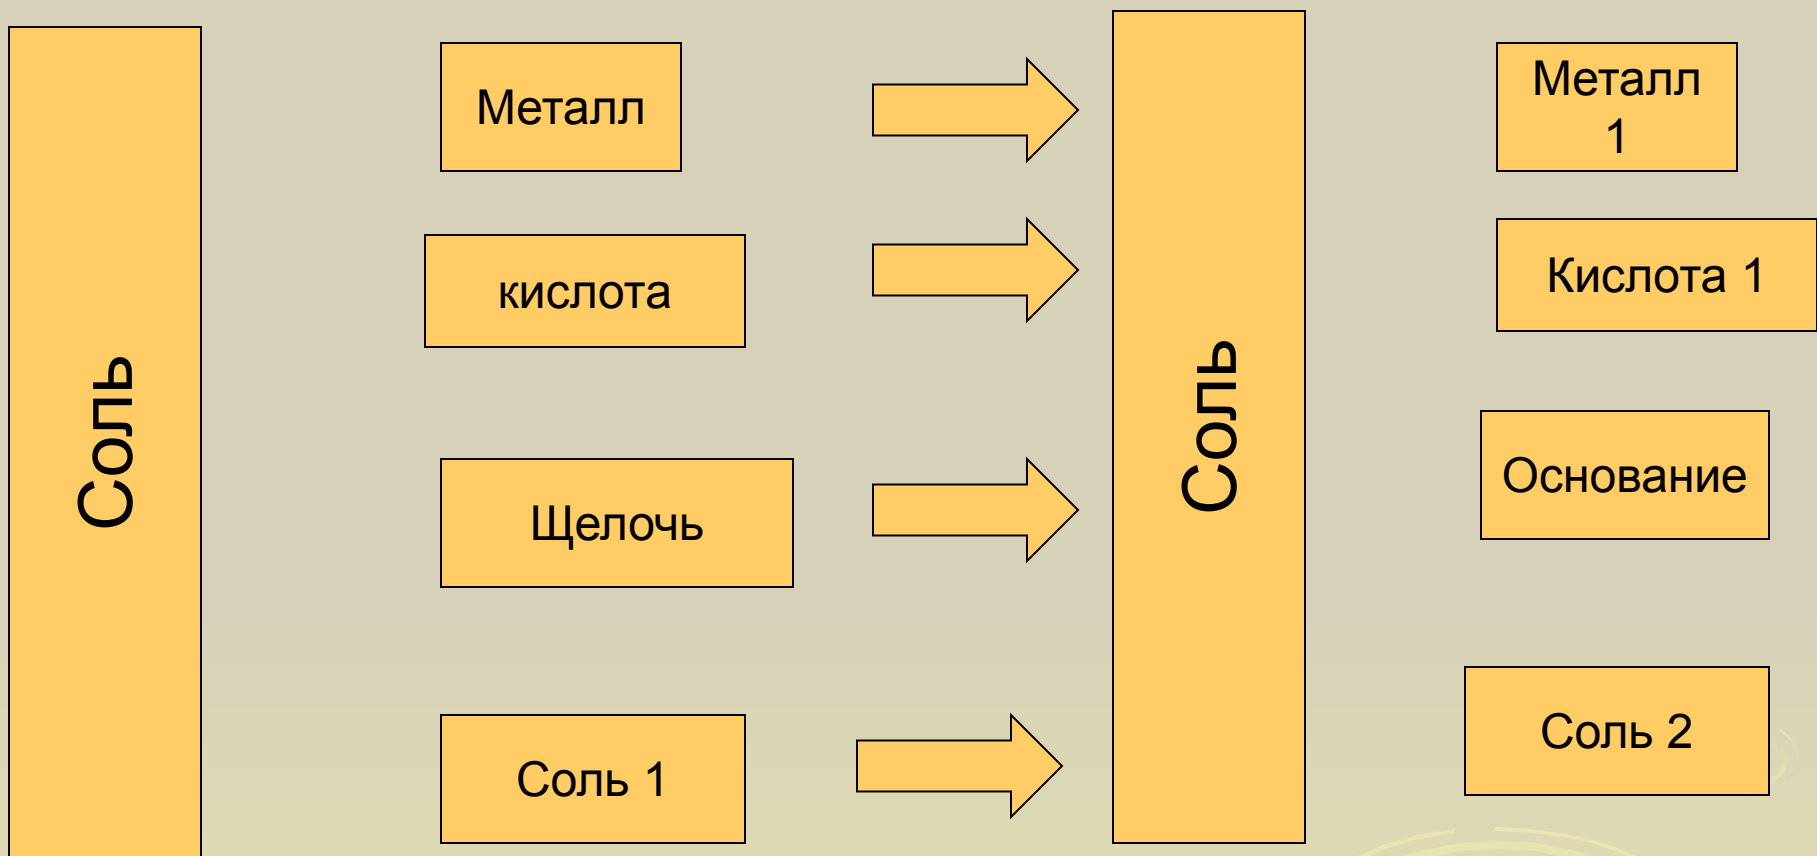 Соль
Металл
Соль
Металл
1
кислота
Кислота 1
Щелочь
Основание
Соль 1
Соль 2